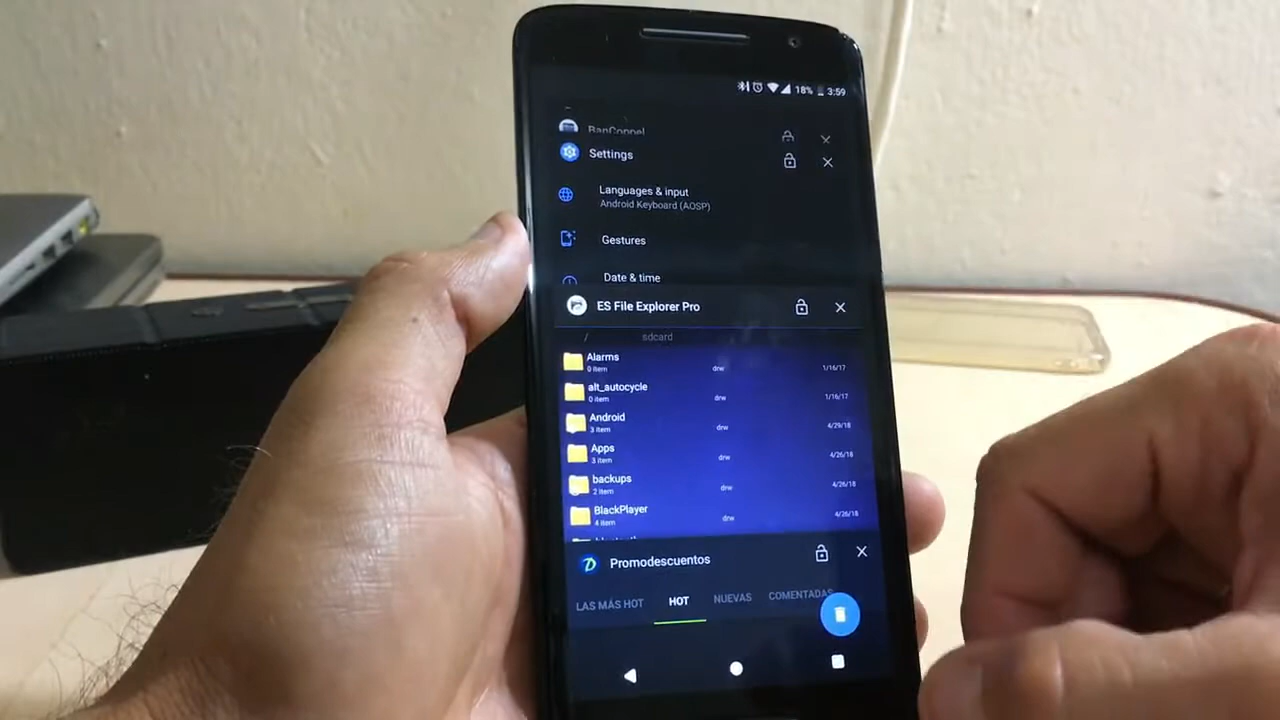 18% 3:59
BanCoppel
Settings
Languages & input
Android Keyboard (AOSP)
Gestures
Date & time
ES File Explorer Pro
/ sdcard
Alarms
0 item drw 1/16/17
alt_autocycle
0 item drw 1/16/17
Android
3 item drw 4/29/18
Apps
3 item drw 4/26/18
backups
2 item drw 4/26/18
BlackPlayer
4 item drw 4/26/18
Promodescuentos
LAS MÁS HOT HOT NUEVAS COMENTADAS